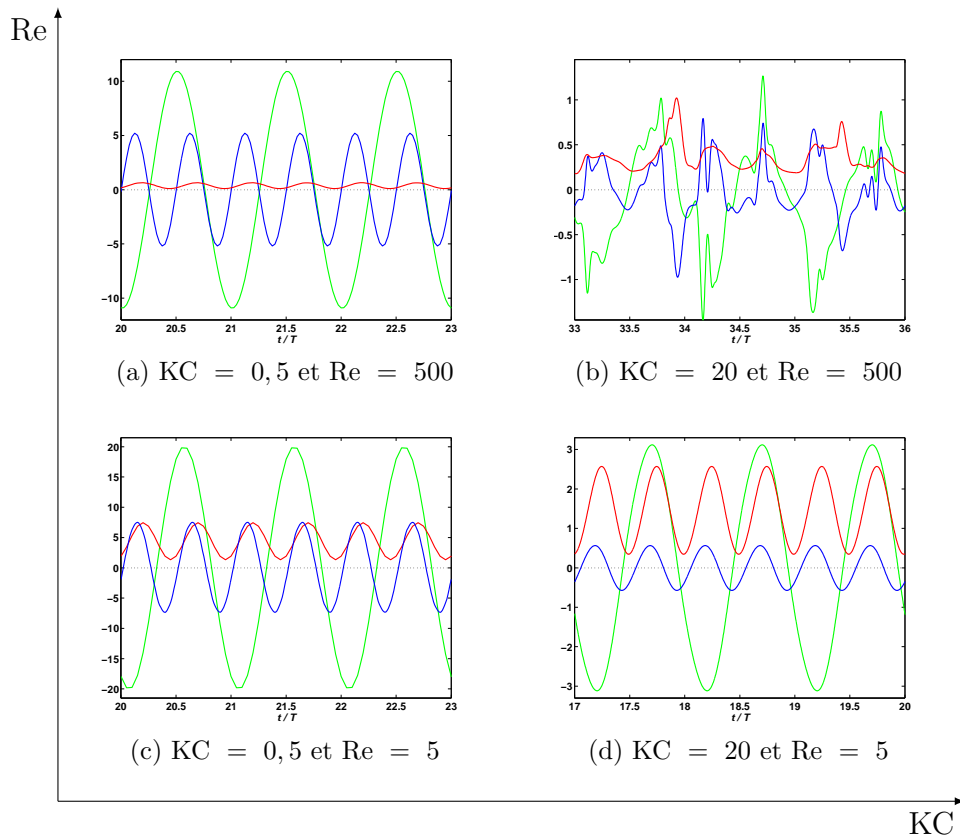 Re
10
5
0
−5
−10
20 20.5 21 21.5 22 22.5 23
t / T
(a) KC = 0, 5 et Re = 500
1
0.5
0
−0.5
−1
33 33.5 34 34.5 35 35.5 36
t / T
(b) KC = 20 et Re = 500
20
15
10
5
0
−5
−10
−15
−20
20 20.5 21 21.5 22 22.5 23
t / T
(c) KC = 0, 5 et Re = 5
3
2
1
0
−1
−2
−3
17 17.5 18 18.5 19 19.5 20
t / T
(d) KC = 20 et Re = 5
KC